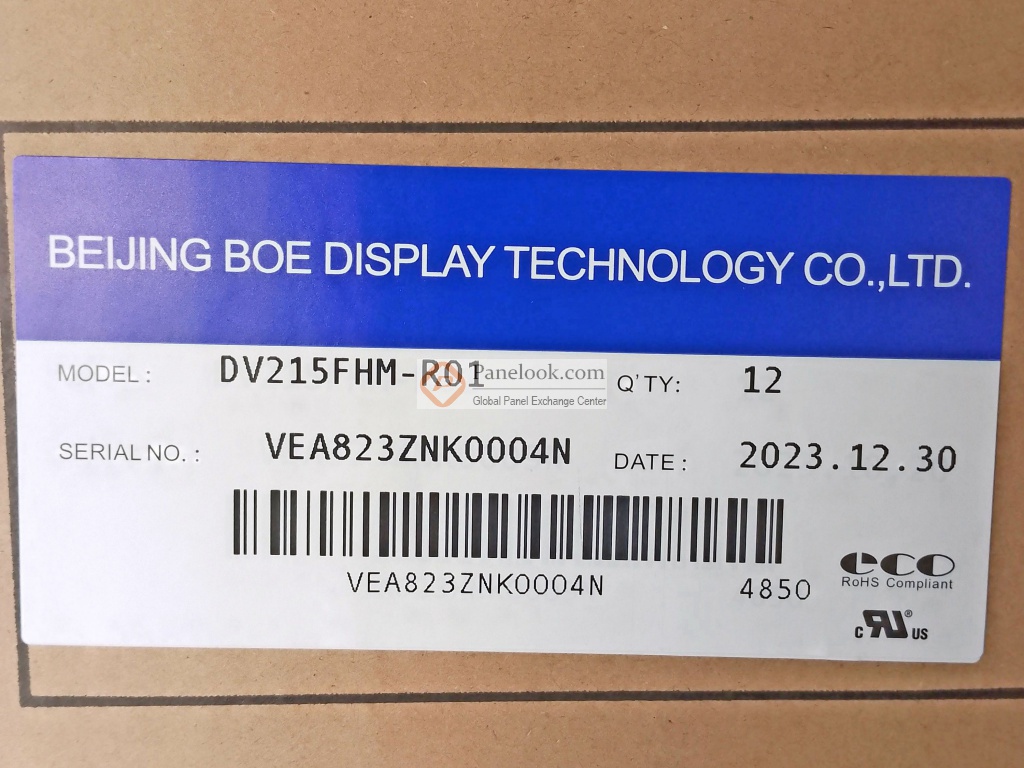 BEIJING BOE DISPLAY TECHNOLOGY CO.,LTD.
MODEL : DV215FHM-R01 Q'TY: 12
Panelook.com
Global Panel Exchange Center
SERIAL NO. : VEA823ZNK0004N DATE : 2023.12.30
VEA823ZNK0004N 4850
eco
RoHS Compliant
c RU ® US